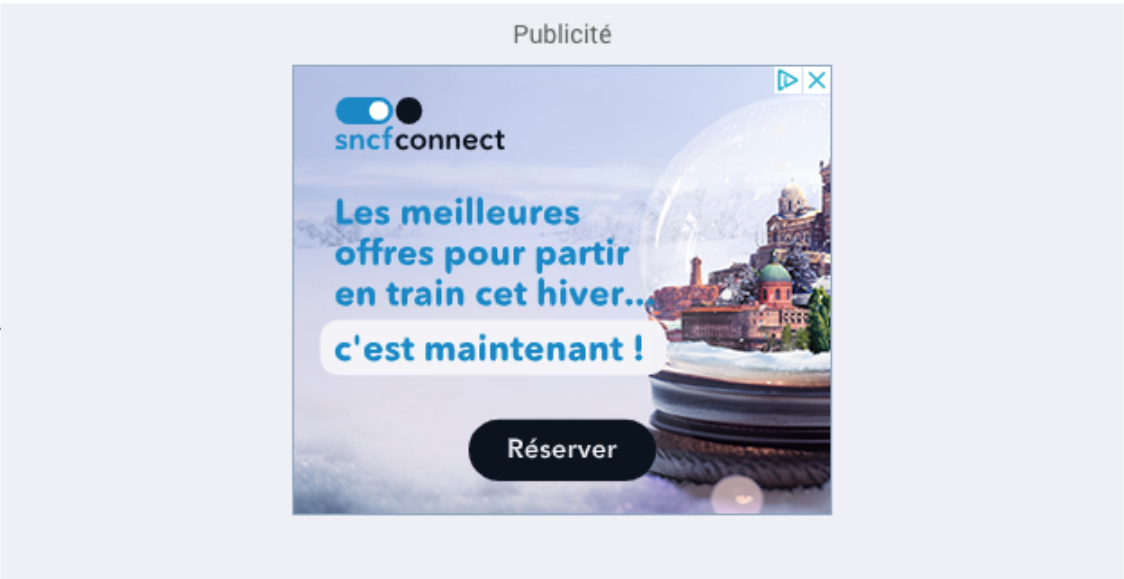 Publicité
sncfconnect
Les meilleures
offres pour partir
en train cet hiver...
c'est maintenant !
Réserver